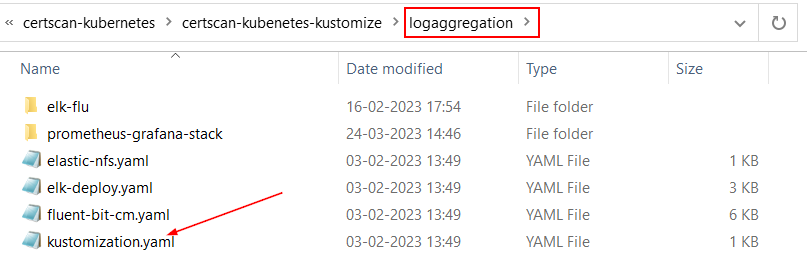 « certscan-kubernetes > certscan-kubenetes-kustomize > logaggregation >
Name Date modified Type Size
elk-flu 16-02-2023 17:54 File folder
prometheus-grafana-stack 24-03-2023 14:46 File folder
elastic-nfs.yaml 03-02-2023 13:49 YAML File 1 KB
elk-deploy.yaml 03-02-2023 13:49 YAML File 3 KB
fluent-bit-cm.yaml 03-02-2023 13:49 YAML File 6 KB
kustomization.yaml 03-02-2023 13:49 YAML File 1 KB